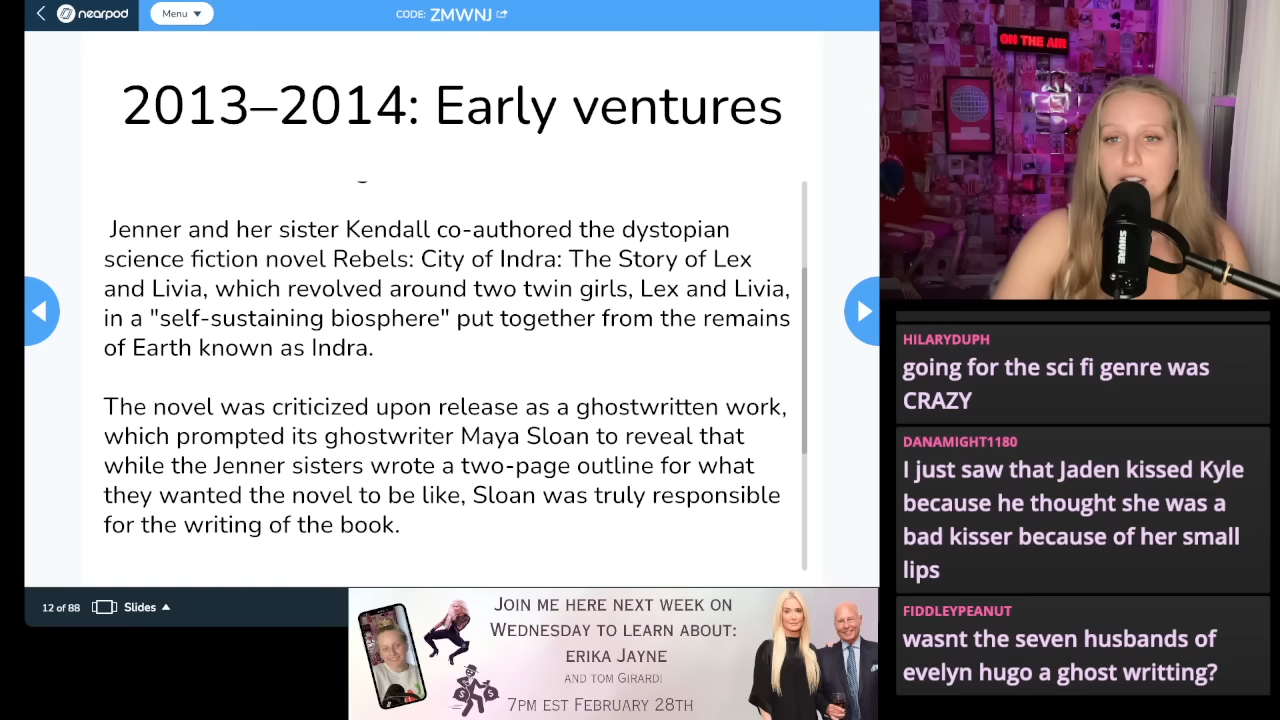 nearpod
Menu
CODE: ZMWNJ
ON THE AIR
2013–2014: Early ventures
Jenner and her sister Kendall co-authored the dystopian
science fiction novel Rebels: City of Indra: The Story of Lex
and Livia, which revolved around two twin girls, Lex and Livia,
in a "self-sustaining biosphere" put together from the remains
of Earth known as Indra.
The novel was criticized upon release as a ghostwritten work,
which prompted its ghostwriter Maya Sloan to reveal that
while the Jenner sisters wrote a two-page outline for what
they wanted the novel to be like, Sloan was truly responsible
for the writing of the book.
12 of 88
Slides
SHURE
HILARYDUPH
going for the sci fi genre was
CRAZY
DANAMIGHT1180
I just saw that Jaden kissed Kyle
because he thought she was a
bad kisser because of her small
lips
FIDDLEYPEANUT
wasnt the seven husbands of
evelyn hugo a ghost writting?
JOIN ME HERE NEXT WEEK ON
WEDNESDAY TO LEARN ABOUT:
ERIKA JAYNE
AND TOM GIRARDI
7PM EST FEBRUARY 28TH